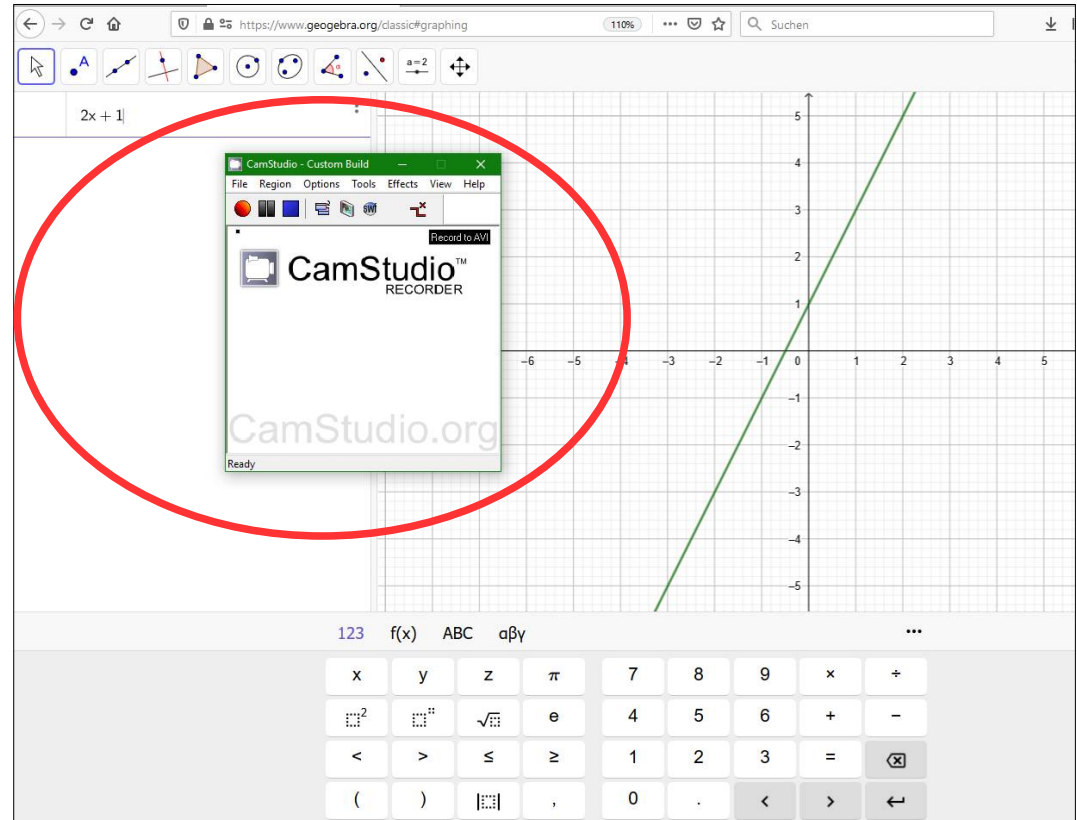 https://www.geogebra.org/classic#graphing 110% Suchen
A a=2
2x + 1
CamStudio - Custom Build
File Region Options Tools Effects View Help
SWF
Record to AVI
CamStudio™
RECORDER
CamStudio.org
Ready
5
4
3
2
1
−6 −5 −4 −3 −2 −1 0 1 2 3 4 5
−1
−2
−3
−4
−5
123 f(x) ABC αβγ
x y z π 7 8 9 × ÷
2 √ e 4 5 6 + −
< > ≤ ≥ 1 2 3 =
( ) | | , 0 . < >